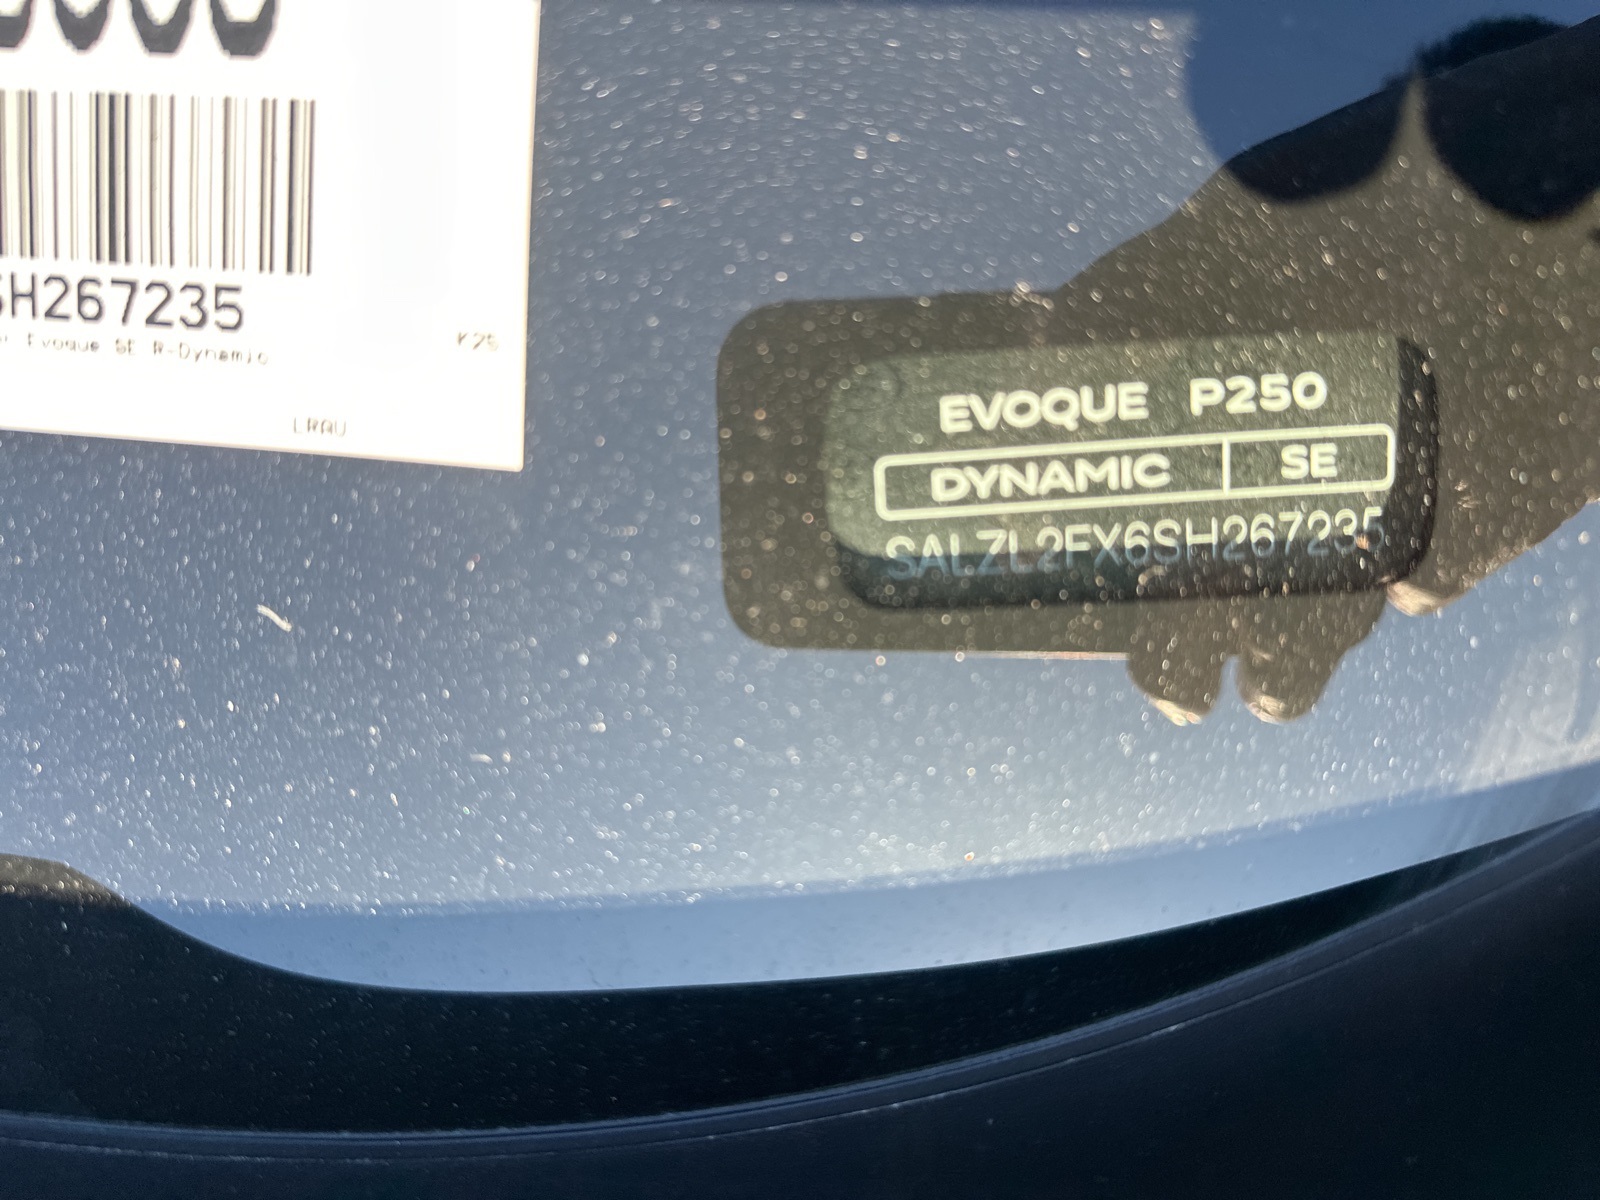 SH267235
Evoque SE R-Dynamic
K25
LRAU
EVOQUE P250
DYNAMIC SE
SALZL2FX6SH267235